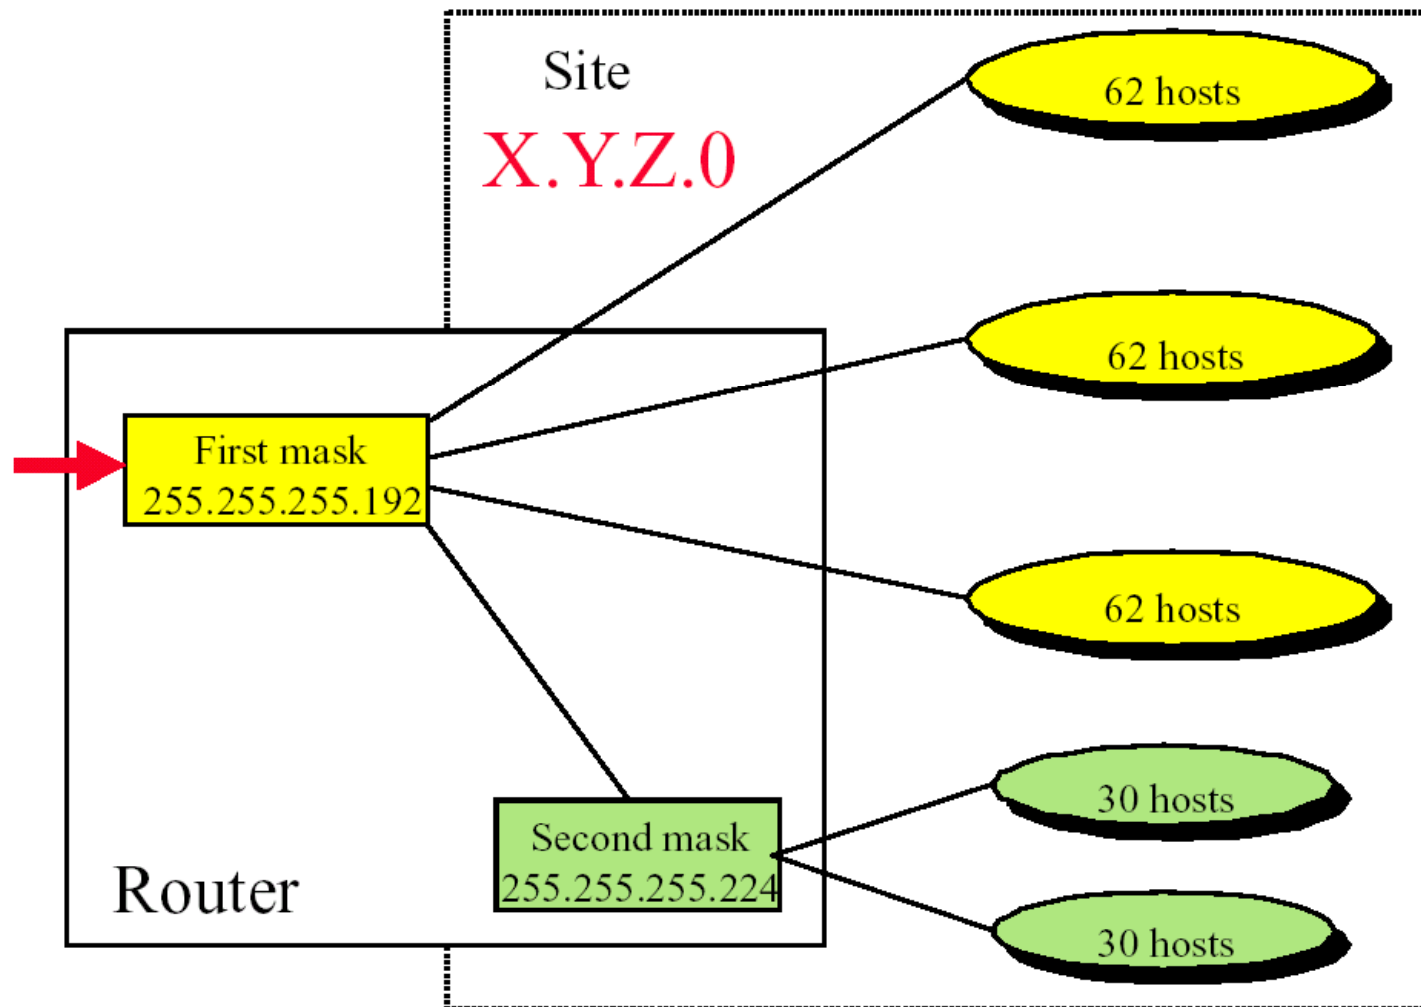 Site
X.Y.Z.0
62 hosts
62 hosts
First mask
255.255.255.192
62 hosts
Second mask
255.255.255.224
30 hosts
Router
30 hosts